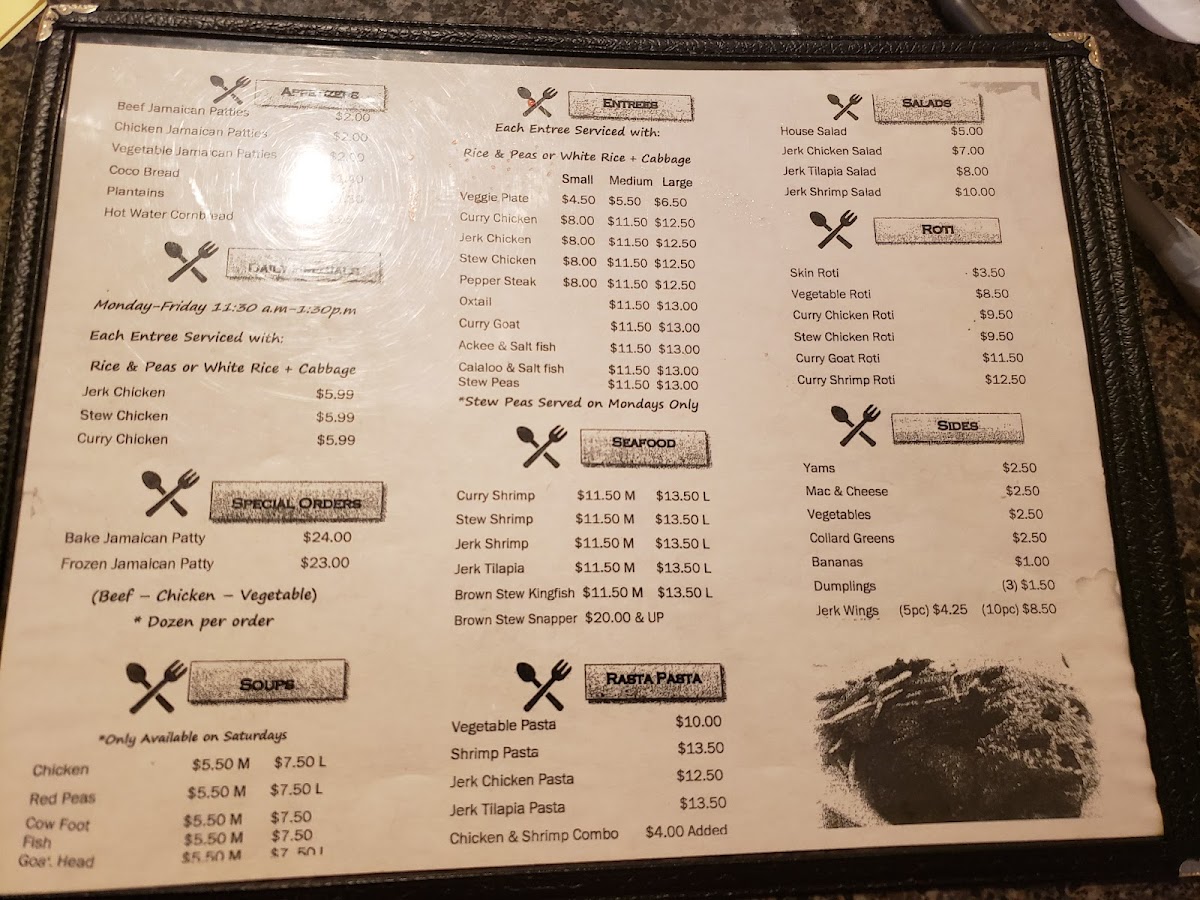 APPETIZERS
Beef Jamaican Patties $2.00
Chicken Jamaican Patties $2.00
Vegetable Jamaican Patties $2.00
Coco Bread
Plantains
Hot Water Cornbread
DAILY SPECIALS
Monday-Friday 11:30 a.m-1:30p.m
Each Entree Serviced with:
Rice & Peas or White Rice + Cabbage
Jerk Chicken $5.99
Stew Chicken $5.99
Curry Chicken $5.99
SPECIAL ORDERS
Bake Jamaican Patty $24.00
Frozen Jamaican Patty $23.00
(Beef – Chicken – Vegetable)
* Dozen per order
SOUPS
*Only Available on Saturdays
Chicken $5.50 M $7.50 L
Red Peas $5.50 M $7.50 L
Cow Foot $5.50 M $7.50
Fish $5.50 M $7.50
Goat Head $5.50 M $7.50 L
ENTREES
Each Entree Serviced with:
Rice & Peas or White Rice + Cabbage
Small Medium Large
Veggie Plate $4.50 $5.50 $6.50
Curry Chicken $8.00 $11.50 $12.50
Jerk Chicken $8.00 $11.50 $12.50
Stew Chicken $8.00 $11.50 $12.50
Pepper Steak $8.00 $11.50 $12.50
Oxtail $11.50 $13.00
Curry Goat $11.50 $13.00
Ackee & Salt fish $11.50 $13.00
Calaloo & Salt fish $11.50 $13.00
Stew Peas $11.50 $13.00
*Stew Peas Served on Mondays Only
SEAFOOD
Curry Shrimp $11.50 M $13.50 L
Stew Shrimp $11.50 M $13.50 L
Jerk Shrimp $11.50 M $13.50 L
Jerk Tilapia $11.50 M $13.50 L
Brown Stew Kingfish $11.50 M $13.50 L
Brown Stew Snapper $20.00 & UP
RASTA PASTA
Vegetable Pasta $10.00
Shrimp Pasta $13.50
Jerk Chicken Pasta $12.50
Jerk Tilapia Pasta $13.50
Chicken & Shrimp Combo $4.00 Added
SALADS
House Salad $5.00
Jerk Chicken Salad $7.00
Jerk Tilapia Salad $8.00
Jerk Shrimp Salad $10.00
ROTI
Skin Roti $3.50
Vegetable Roti $8.50
Curry Chicken Roti $9.50
Stew Chicken Roti $9.50
Curry Goat Roti $11.50
Curry Shrimp Roti $12.50
SIDES
Yams $2.50
Mac & Cheese $2.50
Vegetables $2.50
Collard Greens $2.50
Bananas $1.00
Dumplings (3) $1.50
Jerk Wings (5pc) $4.25 (10pc) $8.50